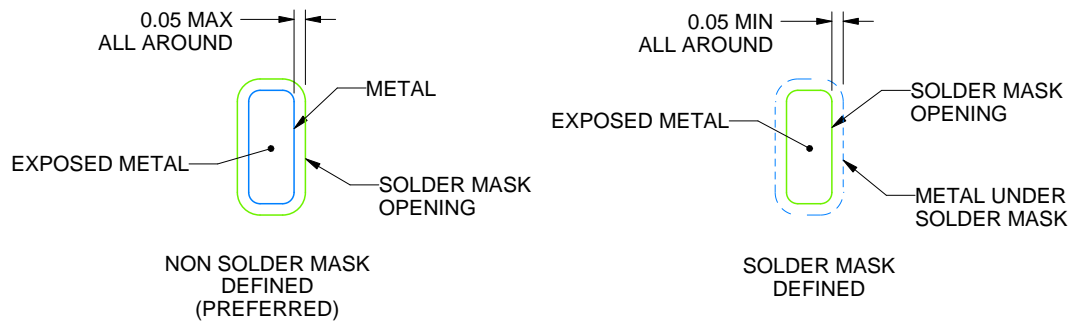 0.05 MAX
ALL AROUND
METAL
EXPOSED METAL
SOLDER MASK
OPENING
NON SOLDER MASK
DEFINED
(PREFERRED)
0.05 MIN
ALL AROUND
SOLDER MASK
OPENING
EXPOSED METAL
METAL UNDER
SOLDER MASK
SOLDER MASK
DEFINED